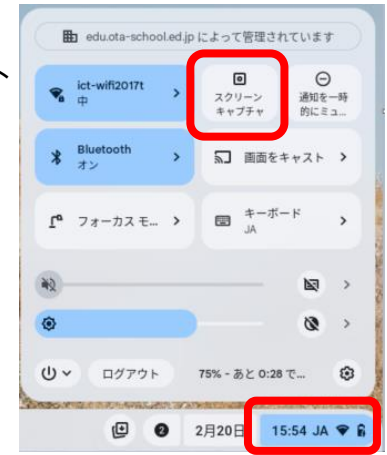 edu.ota-school.ed.jp によって管理されています
ict-wifi2017t
中
スクリーン
キャプチャ
通知を一時
的にミュ...
Bluetooth
オン
画面をキャスト
フォーカス モ...
キーボード
JA
ログアウト
75% - あと 0:28 で...
2
2月20日
15:54 JA